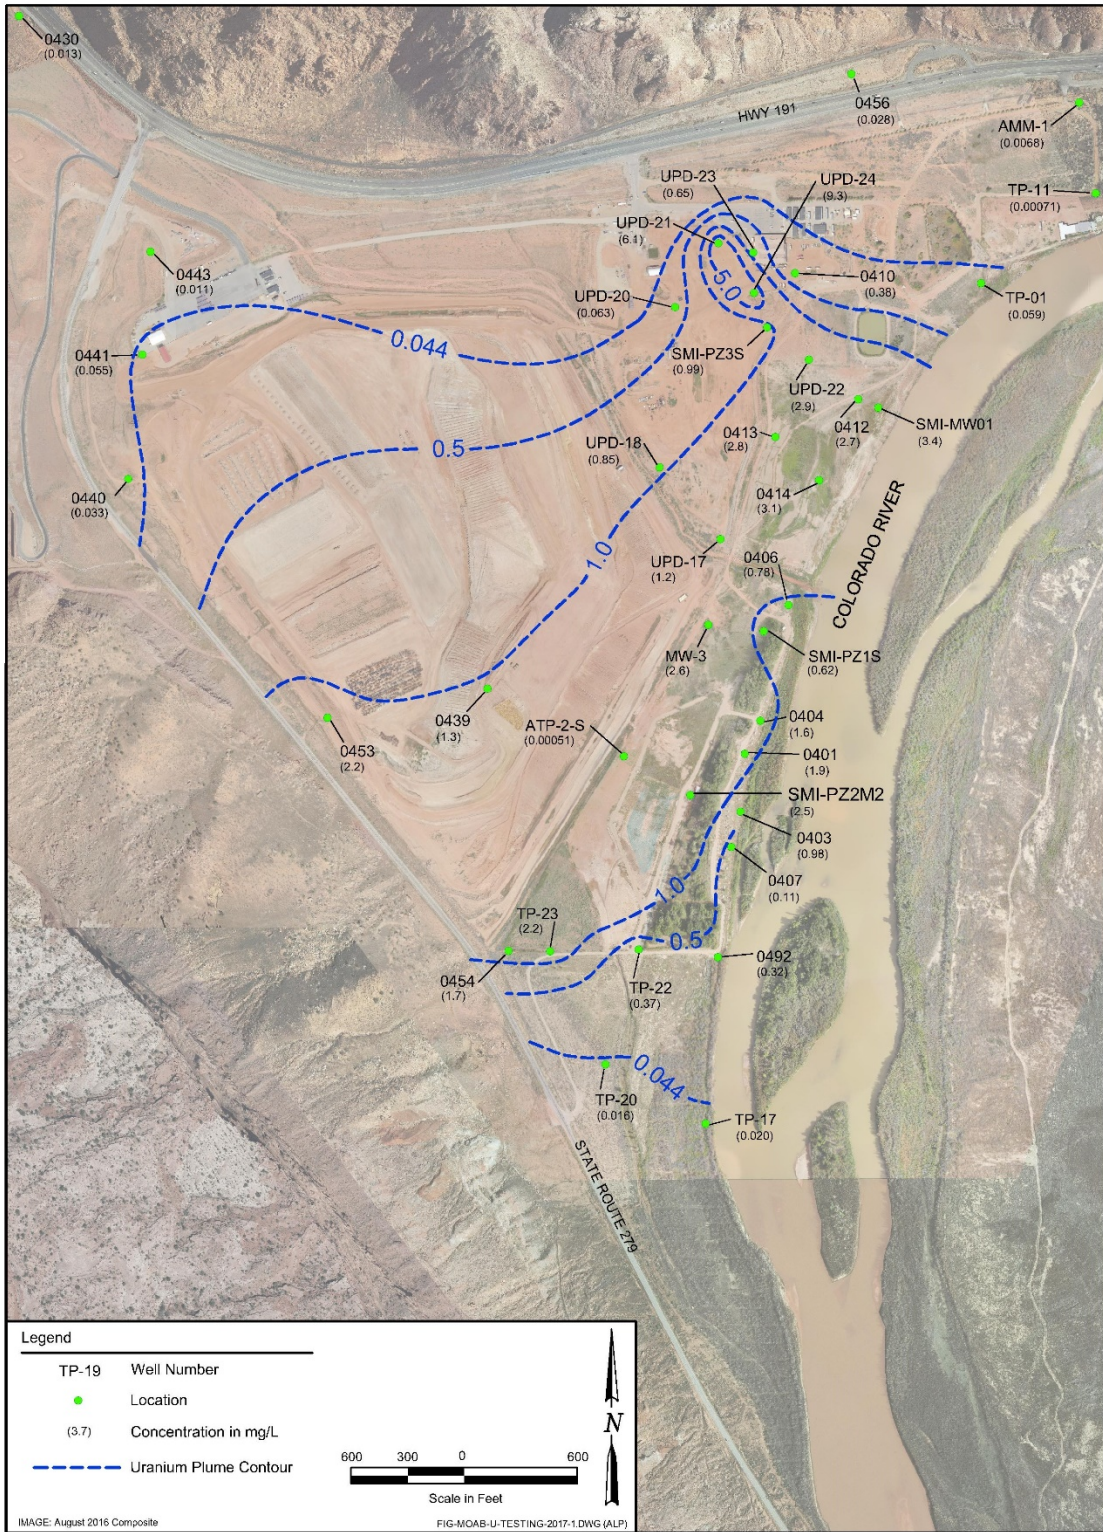 0430
(0.013)
0456
(0.028)
HWY 191
AMM-1
(0.0068)
UPD-23
(0.65)
UPD-24
(9.3)
TP-11
(0.00071)
UPD-21
(6.1)
0443
(0.011)
5.0
0410
(0.38)
TP-01
(0.059)
UPD-20
(0.063)
0.044
0441
(0.055)
SMI-PZ3S
(0.99)
UPD-22
(2.9)
0412
(2.7)
SMI-MW01
(3.4)
0413
(2.8)
0.5
UPD-18
(0.85)
0440
(0.033)
0414
(3.1)
UPD-17
(1.2)
1.0
0406
(0.78)
COLORADO RIVER
MW-3
(2.6)
SMI-PZ1S
(0.62)
0439
(1.3)
0453
(2.2)
ATP-2-S
(0.00051)
0404
(1.6)
0401
(1.9)
SMI-PZ2M2
(2.5)
0403
(0.98)
0407
(0.11)
1.0
TP-23
(2.2)
0.5
0454
(1.7)
TP-22
(0.37)
0492
(0.32)
0.044
TP-20
(0.016)
TP-17
(0.020)
STATE ROUTE 279
Legend
TP-19 Well Number
Location
(3.7) Concentration in mg/L
Uranium Plume Contour
N
600 300 0 600
Scale in Feet
IMAGE: August 2016 Composite
FIG-MOAB-U-TESTING-2017-1.DWG (ALP)